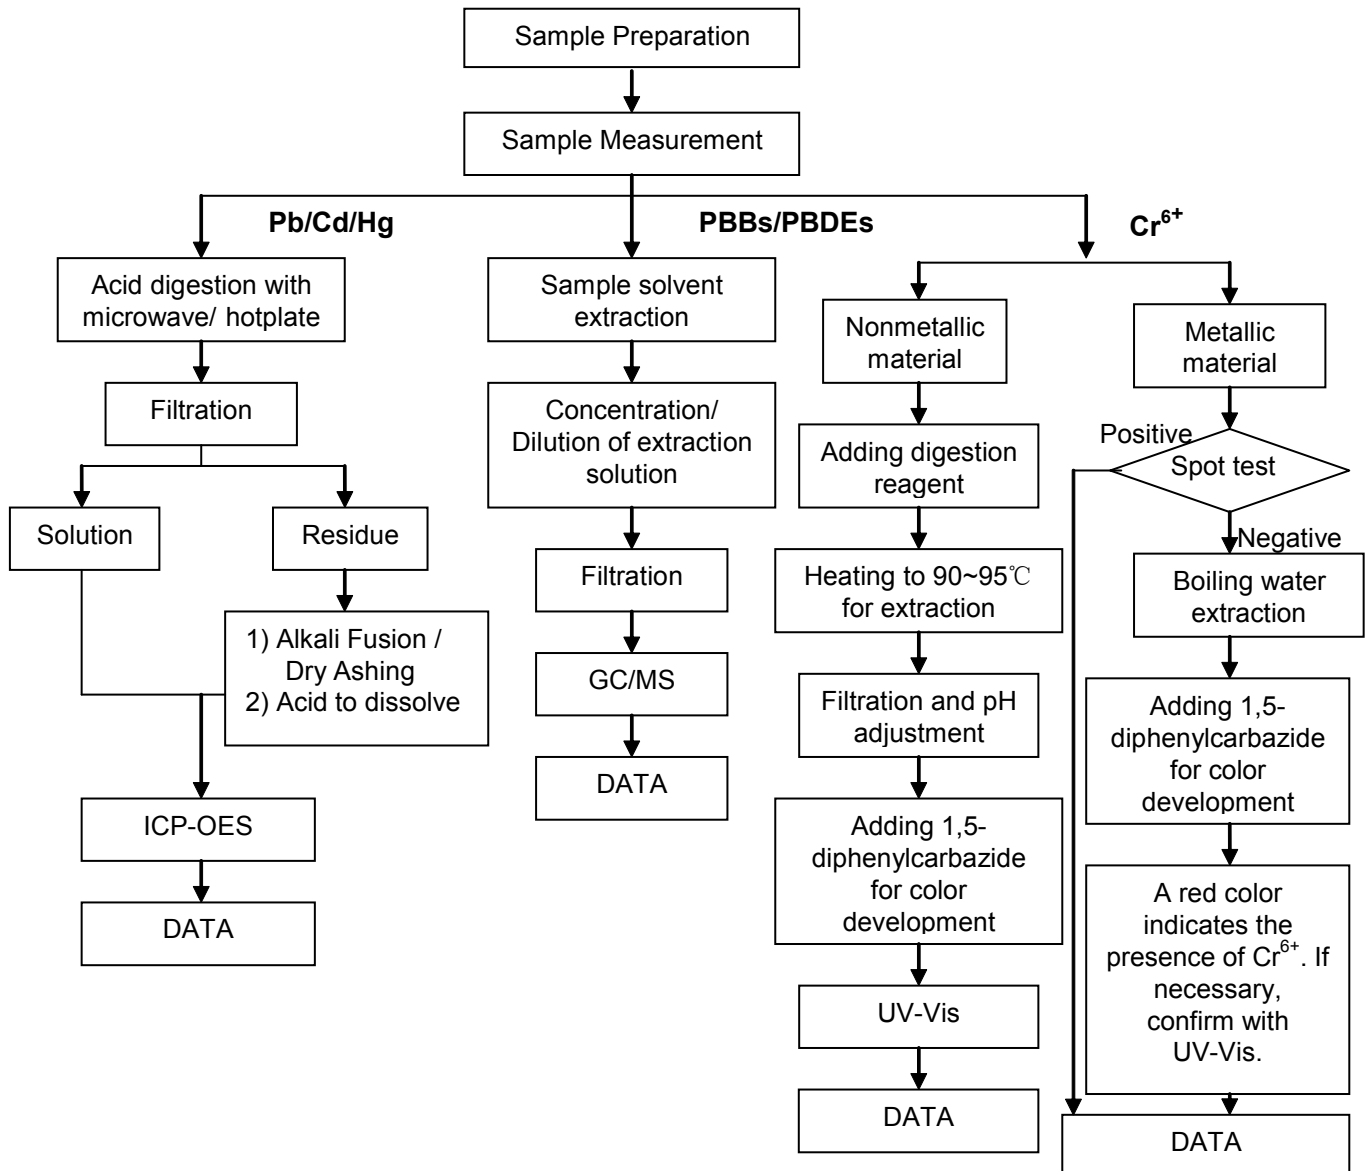 Sample Preparation
Sample Measurement
Pb/Cd/Hg
PBBs/PBDEs
Cr⁶⁺
Acid digestion with
microwave/ hotplate
Filtration
Solution
Residue
1) Alkali Fusion /
Dry Ashing
2) Acid to dissolve
ICP-OES
DATA
Sample solvent
extraction
Concentration/
Dilution of extraction
solution
Filtration
GC/MS
DATA
Nonmetallic
material
Adding digestion
reagent
Heating to 90~95℃
for extraction
Filtration and pH
adjustment
Adding 1,5-
diphenylcarbazide
for color
development
UV-Vis
DATA
Metallic
material
Positive
Spot test
Negative
Boiling water
extraction
Adding 1,5-
diphenylcarbazide
for color
development
A red color
indicates the
presence of Cr⁶⁺. If
necessary,
confirm with
UV-Vis.
DATA